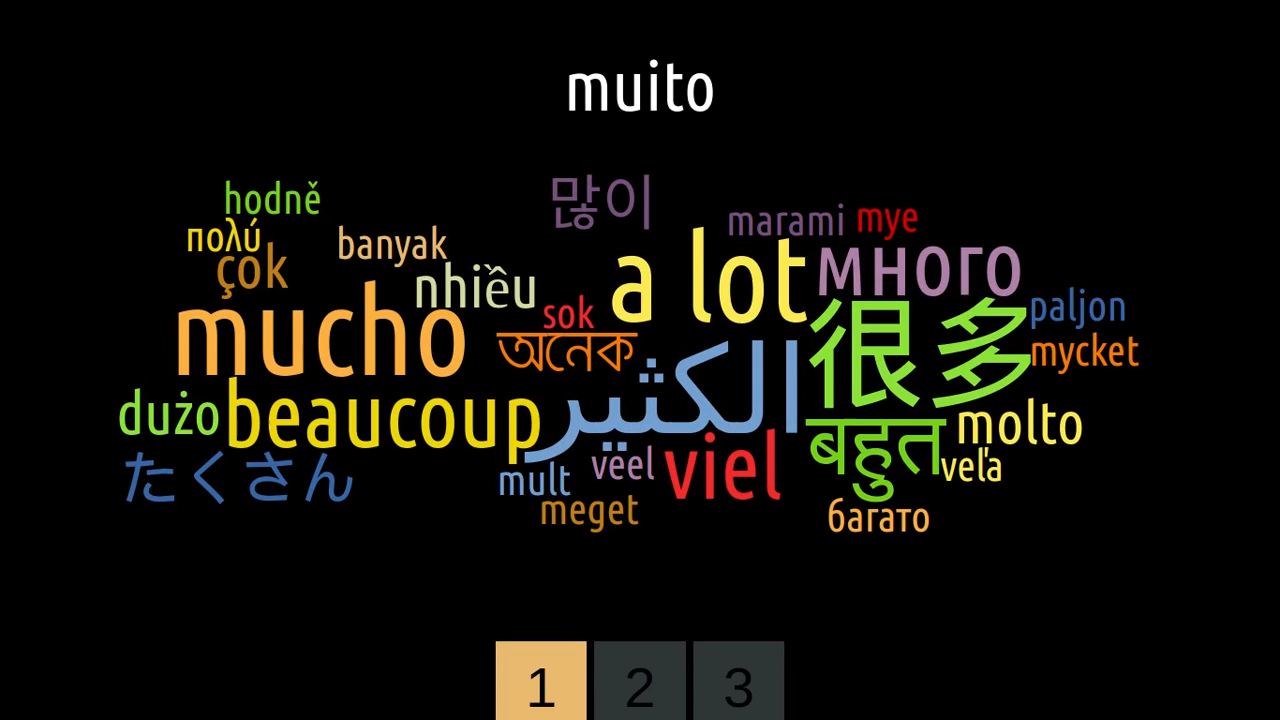 muito
많이
hodně
marami
mye
πολύ
banyak
çok
a lot
много
nhiều
paljon
sok
mucho
অনেক
很多
mycket
الكثير
dużo
beaucoup
molto
बहुत
veľa
viel
veel
たくさん
mult
meget
багато
1 2 3